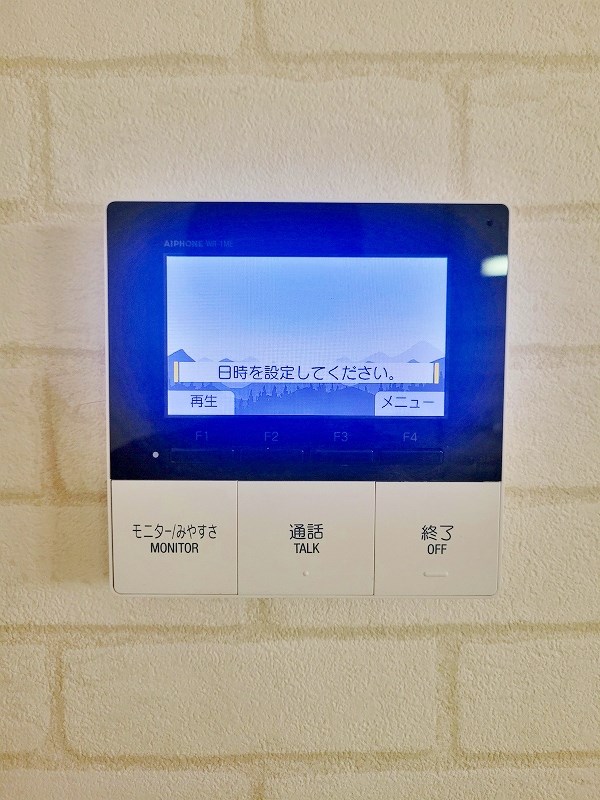 AIPHONE
日時を設定してください。
再生
メニュー
F1
F2
F3
F4
モニター/みやすさ
MONITOR
通話
TALK
終了
OFF